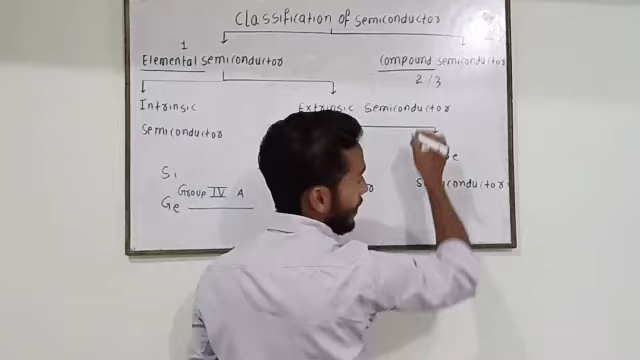 Classification of Semiconductor
1
Elemental Semiconductor
Compound Semiconductor
2 / 3
Intrinsic
Semiconductor
Extrinsic Semiconductor
Si
Group IV A
Ge
Semiconductor